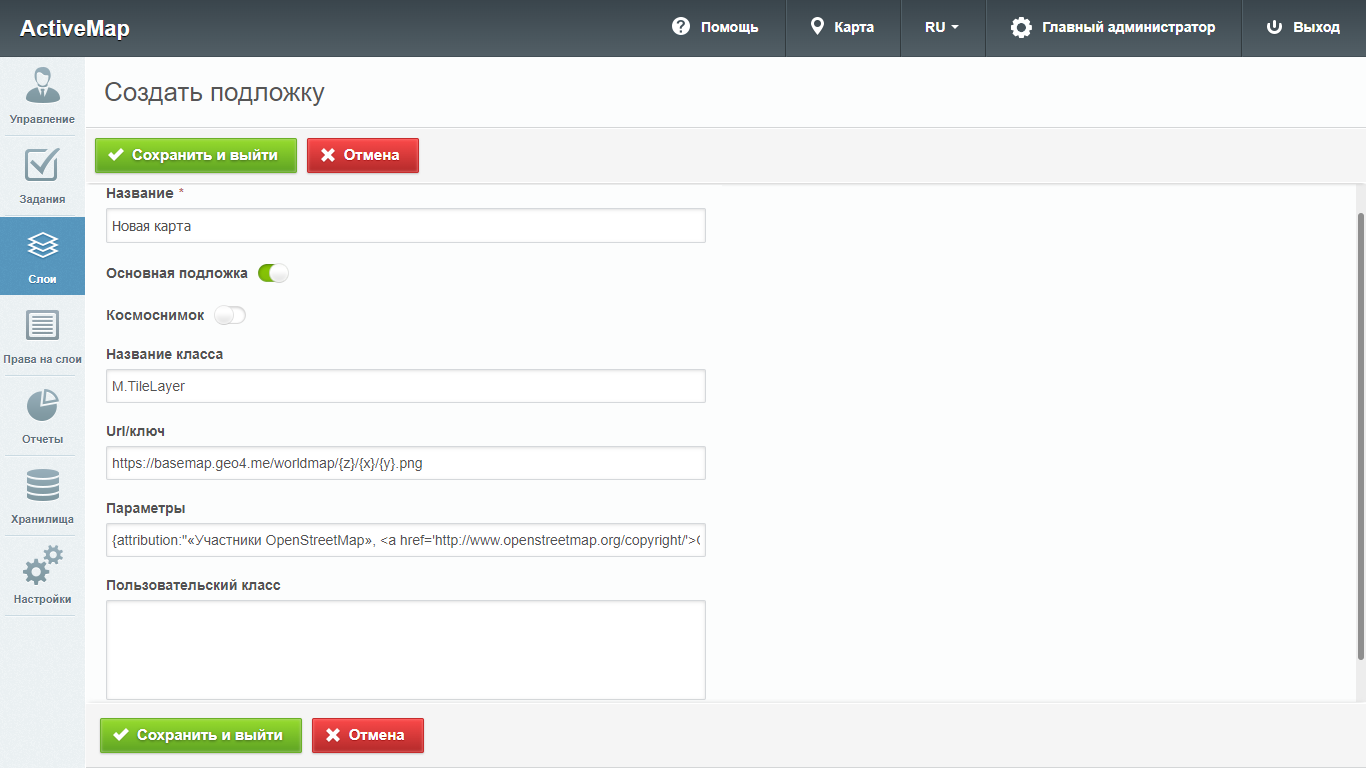 ActiveMap
Помощь
Карта
RU
Главный администратор
Выход
Управление
Задания
Слои
Права на слои
Отчеты
Хранилища
Настройки
Создать подложку
Сохранить и выйти
Отмена
Название *
Новая карта
Основная подложка
Космоснимок
Название класса
M.TileLayer
Url/ключ
https://basemap.geo4.me/worldmap/{z}/{x}/{y}.png
Параметры
{attribution:"«Участники OpenStreetMap», <a href='http://www.openstreetmap.org/copyright/'>
Пользовательский класс
Сохранить и выйти
Отмена